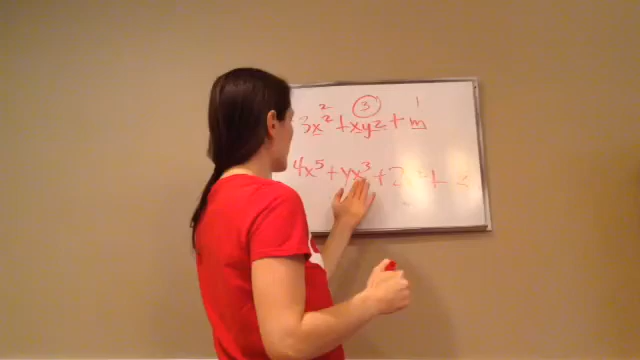 2 ③ 1
3x² + xyz + m
4x⁵ + yx³ + 2